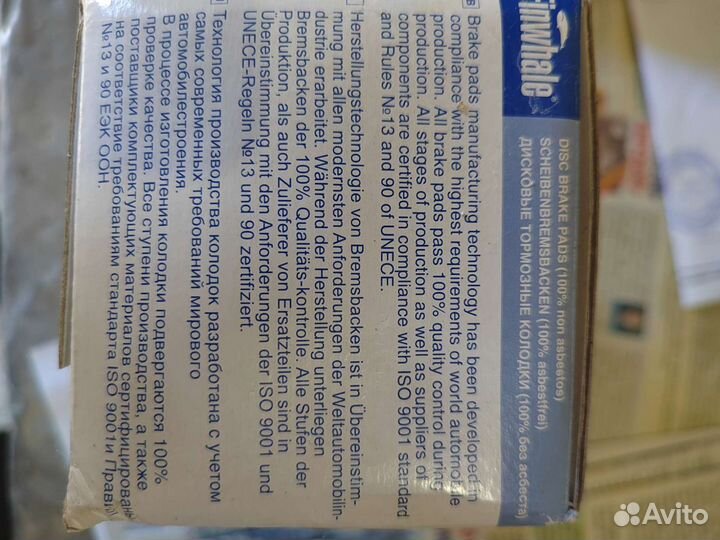 Finwhale®
DISC BRAKE PADS (100% non asbestos)
SCHEIBENBREMSBACKEN (100% asbestfrei)
ДИСКОВЫЕ ТОРМОЗНЫЕ КОЛОДКИ (100% без асбеста)
Brake pads manufacturing technology has been developed in
compliance with the highest requirements of world automobile
production. All brake pads pass 100% quality control during
production. All stages of production as well as suppliers of
components are certified in compliance with ISO 9001 standard
and Rules №13 and 90 of UNECE.
Herstellungstechnologie von Bremsbacken ist in Übereinstim-
mung mit allen modernsten Anforderungen der Weltautomobilin-
dustrie erarbeitet. Während der Herstellung unterliegen
Bremsbacken der 100% Qualitäts-kontrolle. Alle Stufen der
Produktion, als auch Zulieferer von Ersatzteilen sind in
Übereinstimmung mit den Anforderungen der ISO 9001 und
UNECE-Regeln №13 und 90 zertifiziert.
Технология производства колодок разработана с учетом
самых современных требований мирового
автомобилестроения.
В процессе изготовления колодки подвергаются 100%
проверке качества. Все ступени производства, а также
поставщики комплектующих материалов сертифицированы
на соответствие требованиям стандарта ISO 9001и Правил
№13 и 90 ЕЭК ООН.
Avito